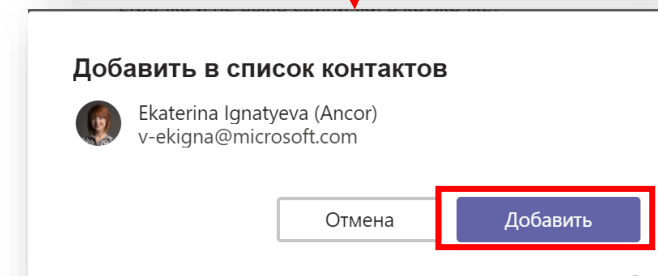 Добавить в список контактов
Ekaterina Ignatyeva (Ancor)
v-ekigna@microsoft.com
Отмена
Добавить